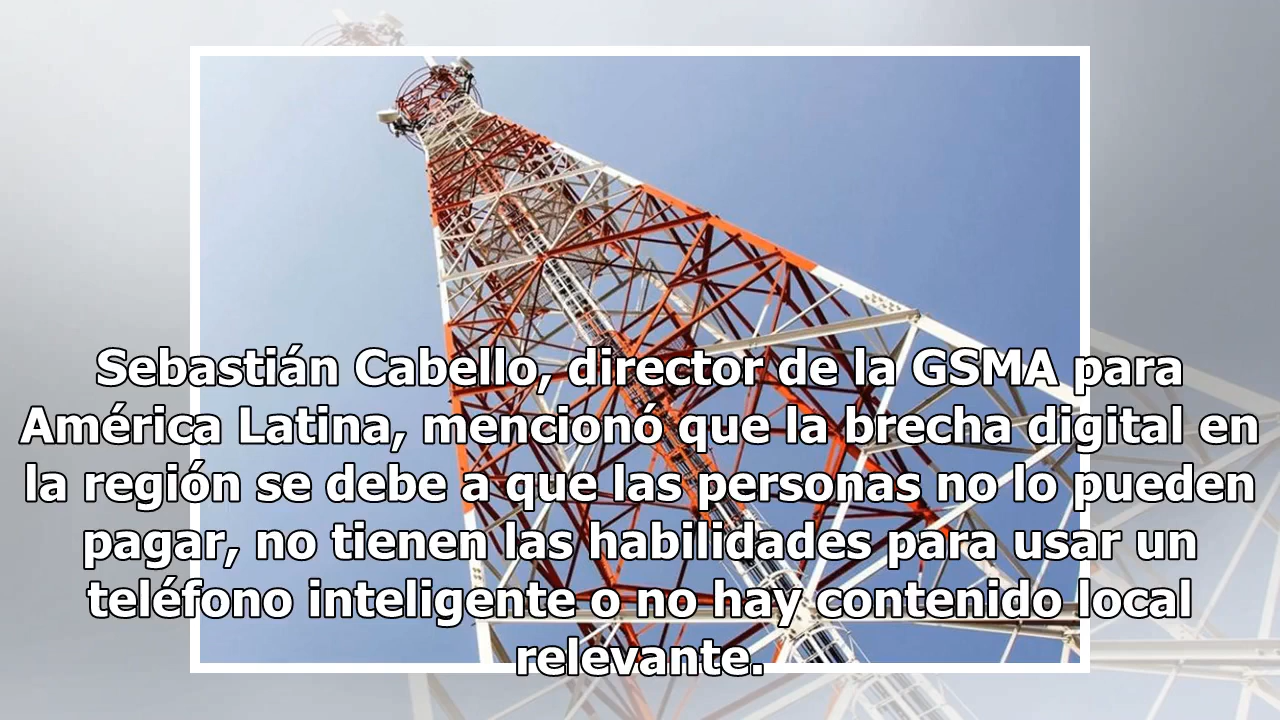 Sebastián Cabello, director de la GSMA para
América Latina, mencionó que la brecha digital en
la región se debe a que las personas no lo pueden
pagar, no tienen las habilidades para usar un
teléfono inteligente o no hay contenido local
relevante.